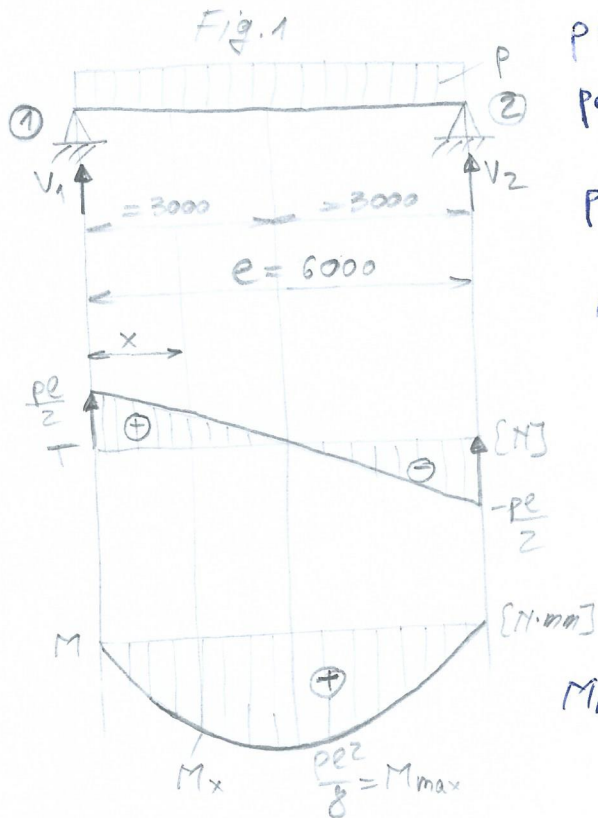 Fig.1
P
P
① ②
V₁ V₂
=3000 =3000
e = 6000
x
pe/2
⊕
T
[N]
⊖
-pe/2
M
[N·mm]
⊕
Mx
pe²/8 = Mmax